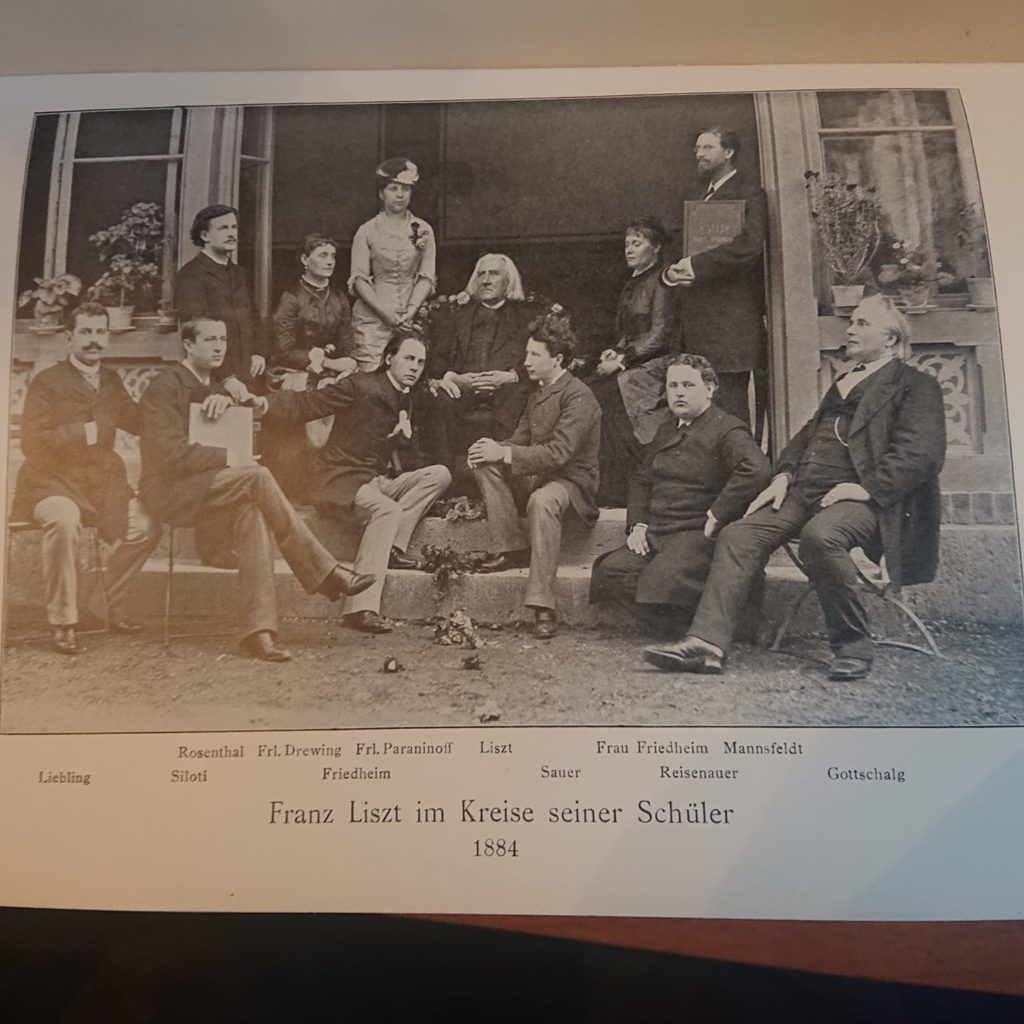 Rosenthal Frl. Drewing Frl. Paraninoff Liszt Frau Friedheim Mannsfeldt
Liebling Siloti Friedheim Sauer Reisenauer Gottschalg
Franz Liszt im Kreise seiner Schüler
1884